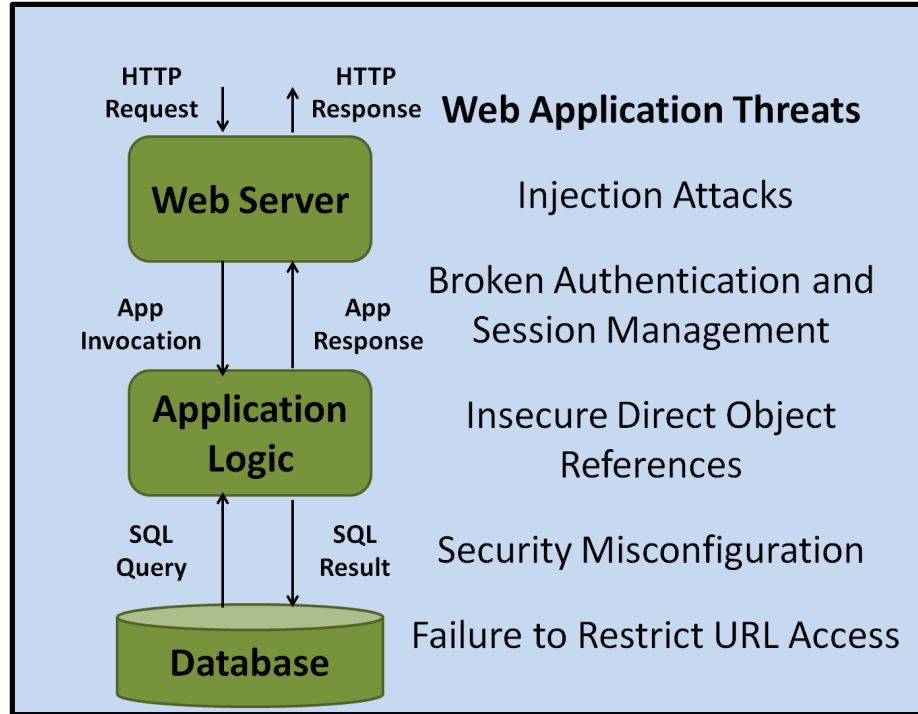 HTTP
Request
HTTP
Response
Web Application Threats
Web Server
Injection Attacks
Broken Authentication and
Session Management
App
Invocation
App
Response
Application
Logic
Insecure Direct Object
References
SQL
Query
SQL
Result
Security Misconfiguration
Failure to Restrict URL Access
Database